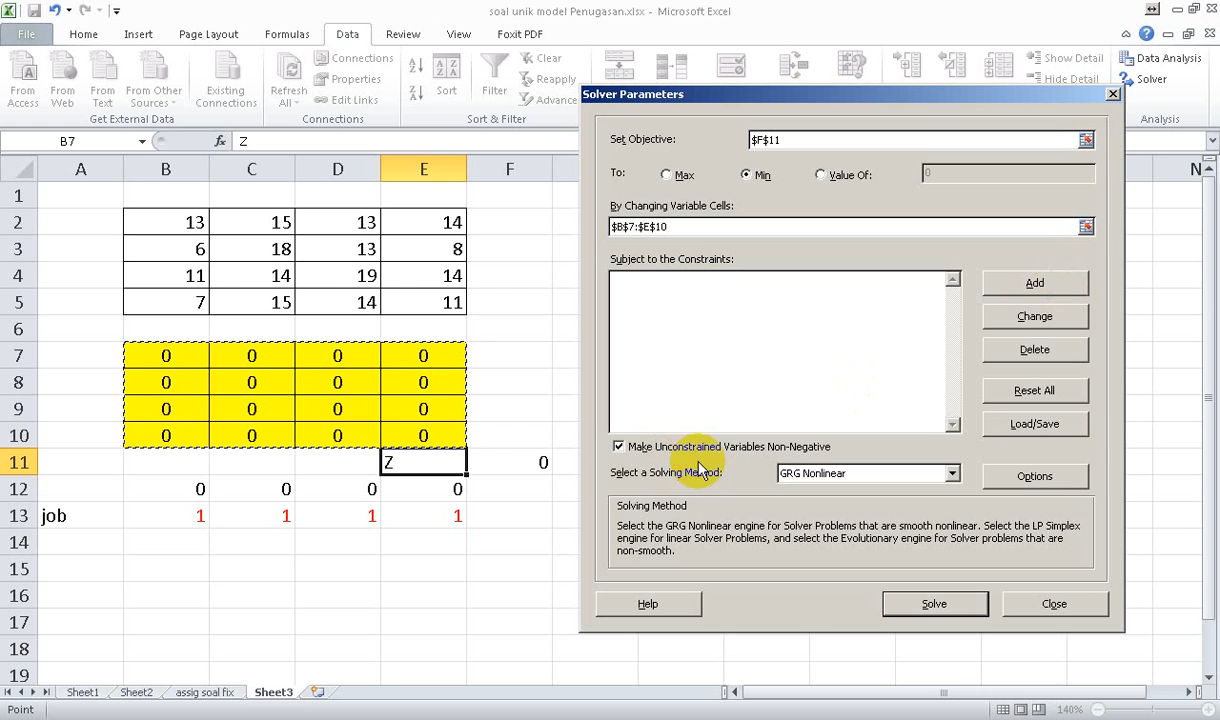 soal unik model Penugasan.xlsx - Microsoft Excel
File Home Insert Page Layout Formulas Data Review View Foxit PDF
From Access
From Web
From Text
From Other Sources
Existing Connections
Get External Data
Refresh All
Connections
Properties
Edit Links
Connections
Sort
Filter
Clear
Reapply
Advance
Sort & Filter
Show Detail
Hide Detail
Data Analysis
Solver
Analysis
B7 fx Z
A B C D E F N
1
2 13 15 13 14
3 6 18 13 8
4 11 14 19 14
5 7 15 14 11
6
7 0 0 0 0
8 0 0 0 0
9 0 0 0 0
10 0 0 0 0
11 Z 0
12 0 0 0 0
13 job 1 1 1 1
14
15
16
17
18
19
Solver Parameters
Set Objective: $F$11
To: Max Min Value Of: 0
By Changing Variable Cells:
$B$7:$E$10
Subject to the Constraints:
Add
Change
Delete
Reset All
Load/Save
Make Unconstrained Variables Non-Negative
Select a Solving Method: GRG Nonlinear Options
Solving Method
Select the GRG Nonlinear engine for Solver Problems that are smooth nonlinear. Select the LP Simplex
engine for linear Solver Problems, and select the Evolutionary engine for Solver problems that are
non-smooth.
Help Solve Close
Sheet1 Sheet2 assig soal fix Sheet3
Point 140%